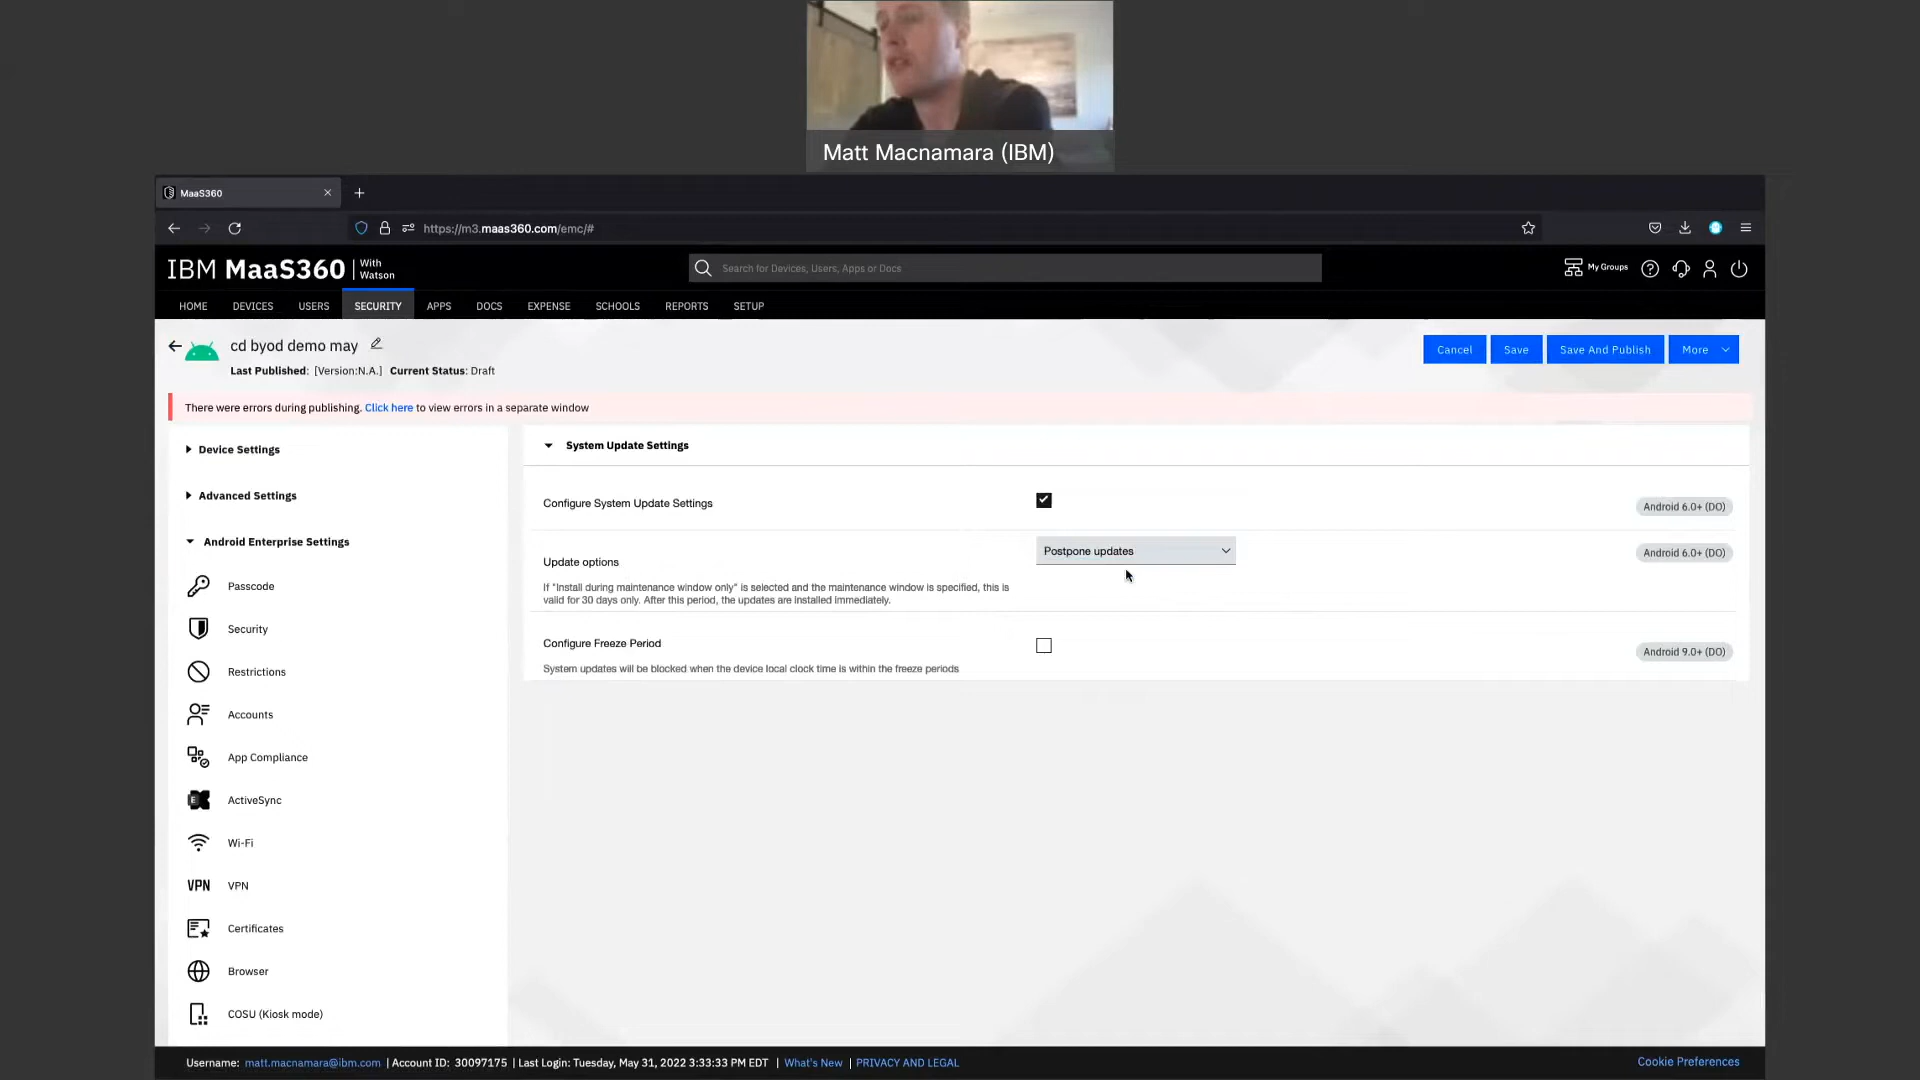 Matt Macnamara (IBM)
MaaS360
https://m3.maas360.com/emc/#
IBM MaaS360 | With Watson
Search for Devices, Users, Apps or Docs
My Groups
HOME DEVICES USERS SECURITY APPS DOCS EXPENSE SCHOOLS REPORTS SETUP
cd byod demo may
Cancel Save Save And Publish More
Last Published: [Version:N.A.] Current Status: Draft
There were errors during publishing. Click here to view errors in a separate window
Device Settings
Advanced Settings
Android Enterprise Settings
Passcode
Security
Restrictions
Accounts
App Compliance
ActiveSync
Wi-Fi
VPN VPN
Certificates
Browser
COSU (Kiosk mode)
System Update Settings
Configure System Update Settings Android 6.0+ (DO)
Update options Postpone updates Android 6.0+ (DO)
If "Install during maintenance window only" is selected and the maintenance window is specified, this is
valid for 30 days only. After this period, the updates are installed immediately.
Configure Freeze Period Android 9.0+ (DO)
System updates will be blocked when the device local clock time is within the freeze periods
Username: matt.macnamara@ibm.com | Account ID: 30097175 | Last Login: Tuesday, May 31, 2022 3:33:33 PM EDT | What's New | PRIVACY AND LEGAL
Cookie Preferences